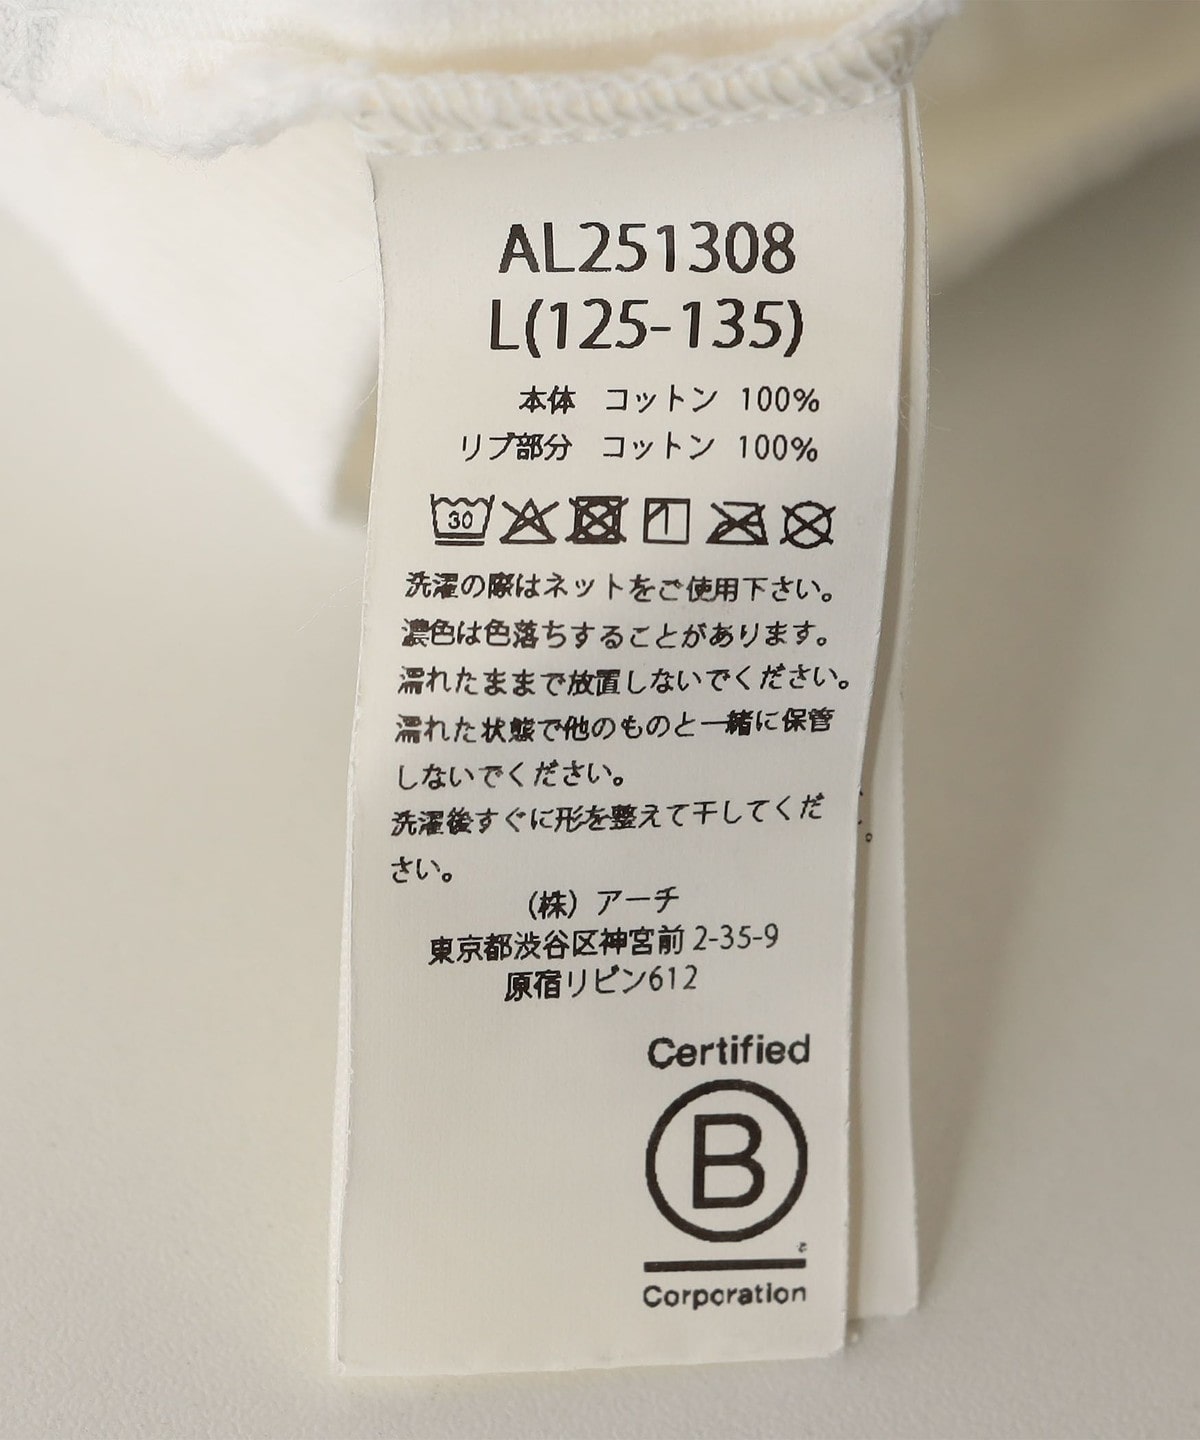 AL251308
L(125-135)
本体 コットン 100%
リブ部分 コットン 100%
30
洗濯の際はネットをご使用下さい。
濃色は色落ちすることがあります。
濡れたままで放置しないでください。
濡れた状態で他のものと一緒に保管
しないでください。
洗濯後すぐに形を整えて干してくだ
さい。
(株) アーチ
東京都渋谷区神宮前 2-35-9
原宿リビン612
Certified
B
Corporation